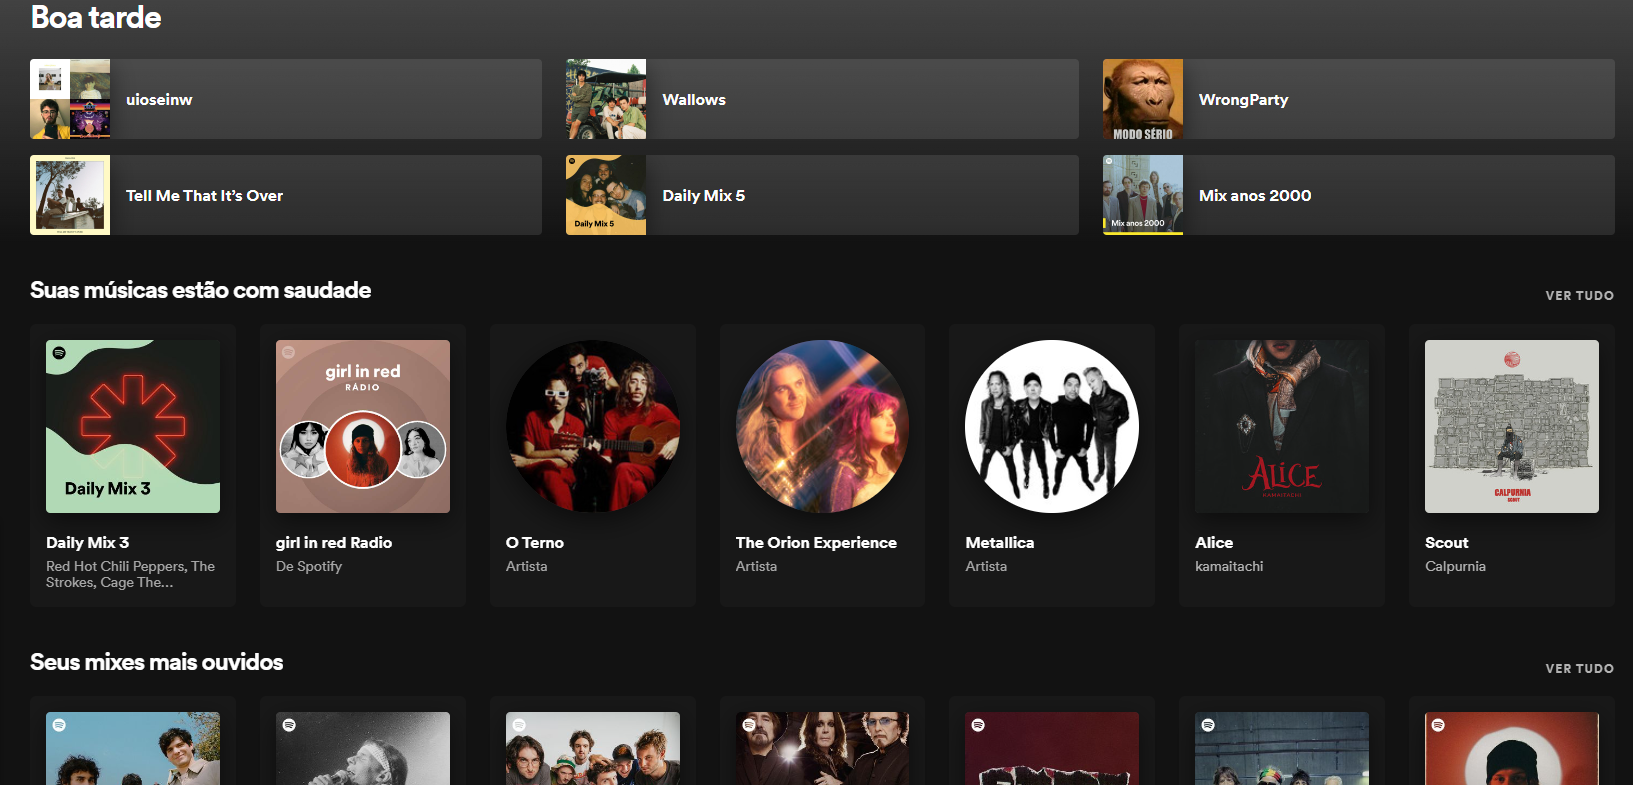 Boa tarde
uioseinw
Wallows
MODO SÉRIO
WrongParty
Tell Me That It's Over
Daily Mix 5
Daily Mix 5
Mix anos 2000
Mix anos 2000
Suas músicas estão com saudade
VER TUDO
Daily Mix 3
girl in red
RÁDIO
ALiCE
KAMAITACHI
CALPURNIA
SCOUT
Daily Mix 3
Red Hot Chili Peppers, The
Strokes, Cage The...
girl in red Radio
De Spotify
O Terno
Artista
The Orion Experience
Artista
Metallica
Artista
Alice
kamaitachi
Scout
Calpurnia
Seus mixes mais ouvidos
VER TUDO